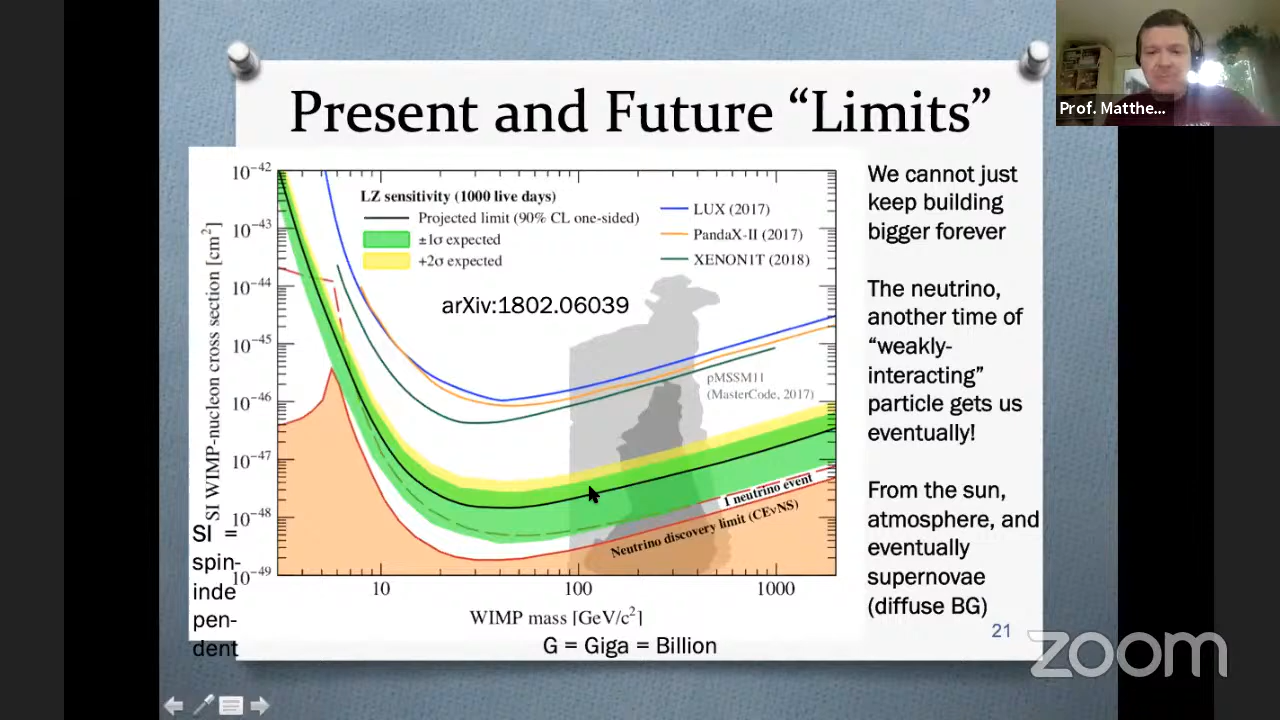 Present and Future “Limits”
Prof. Matthe...
10⁻⁴²
10⁻⁴³
10⁻⁴⁴
10⁻⁴⁵
10⁻⁴⁶
10⁻⁴⁷
10⁻⁴⁸
10⁻⁴⁹
SI WIMP-nucleon cross section [cm²]
LZ sensitivity (1000 live days)
Projected limit (90% CL one-sided)
±1σ expected
+2σ expected
LUX (2017)
PandaX-II (2017)
XENON1T (2018)
arXiv:1802.06039
pMSSM11
(MasterCode, 2017)
1 neutrino event
Neutrino discovery limit (CEνNS)
10
100
1000
WIMP mass [GeV/c²]
G = Giga = Billion
SI =
spin-
inde
pen-
dent
We cannot just
keep building
bigger forever
The neutrino,
another time of
“weakly-
interacting”
particle gets us
eventually!
From the sun,
atmosphere, and
eventually
supernovae
(diffuse BG)
21
zoom